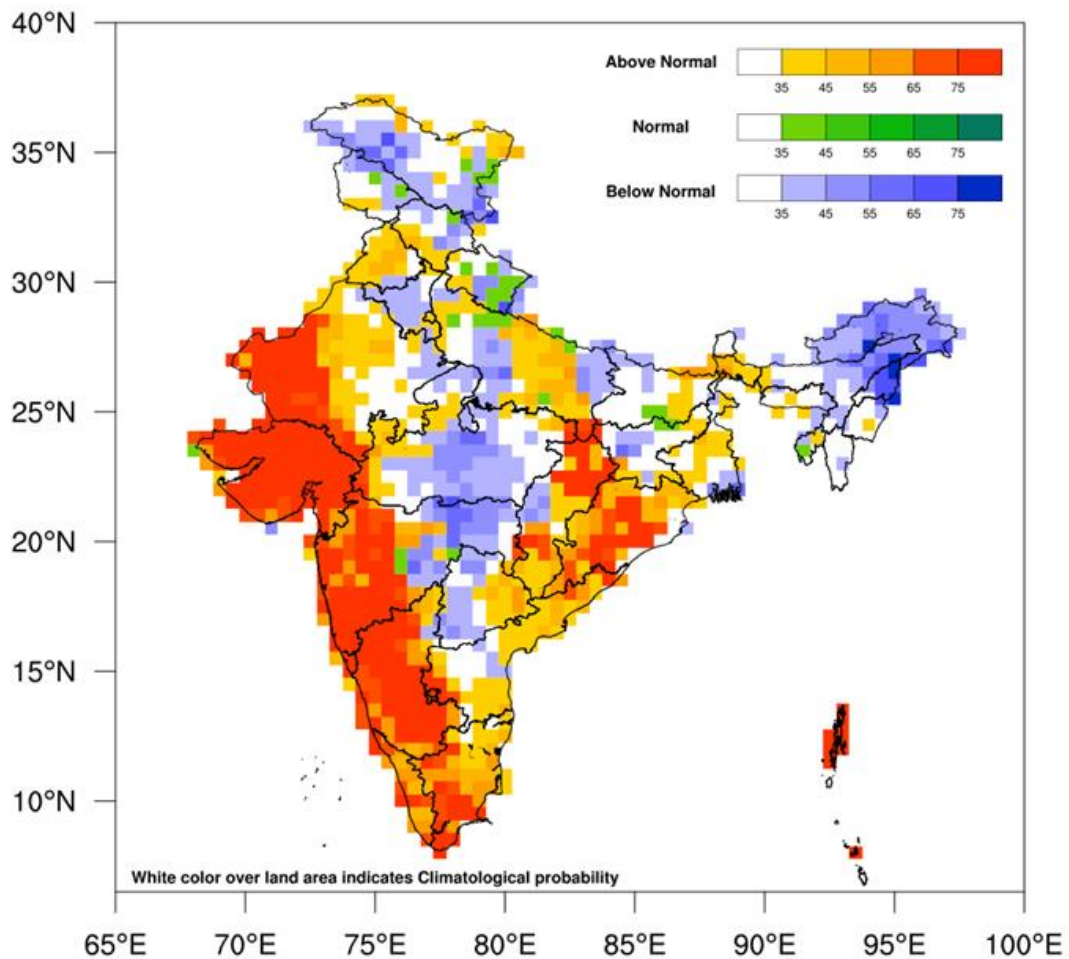 40°N
Above Normal
35 45 55 65 75
Normal
35 45 55 65 75
35°N
Below Normal
35 45 55 65 75
30°N
25°N
20°N
15°N
10°N
White color over land area indicates Climatological probability
65°E 70°E 75°E 80°E 85°E 90°E 95°E 100°E